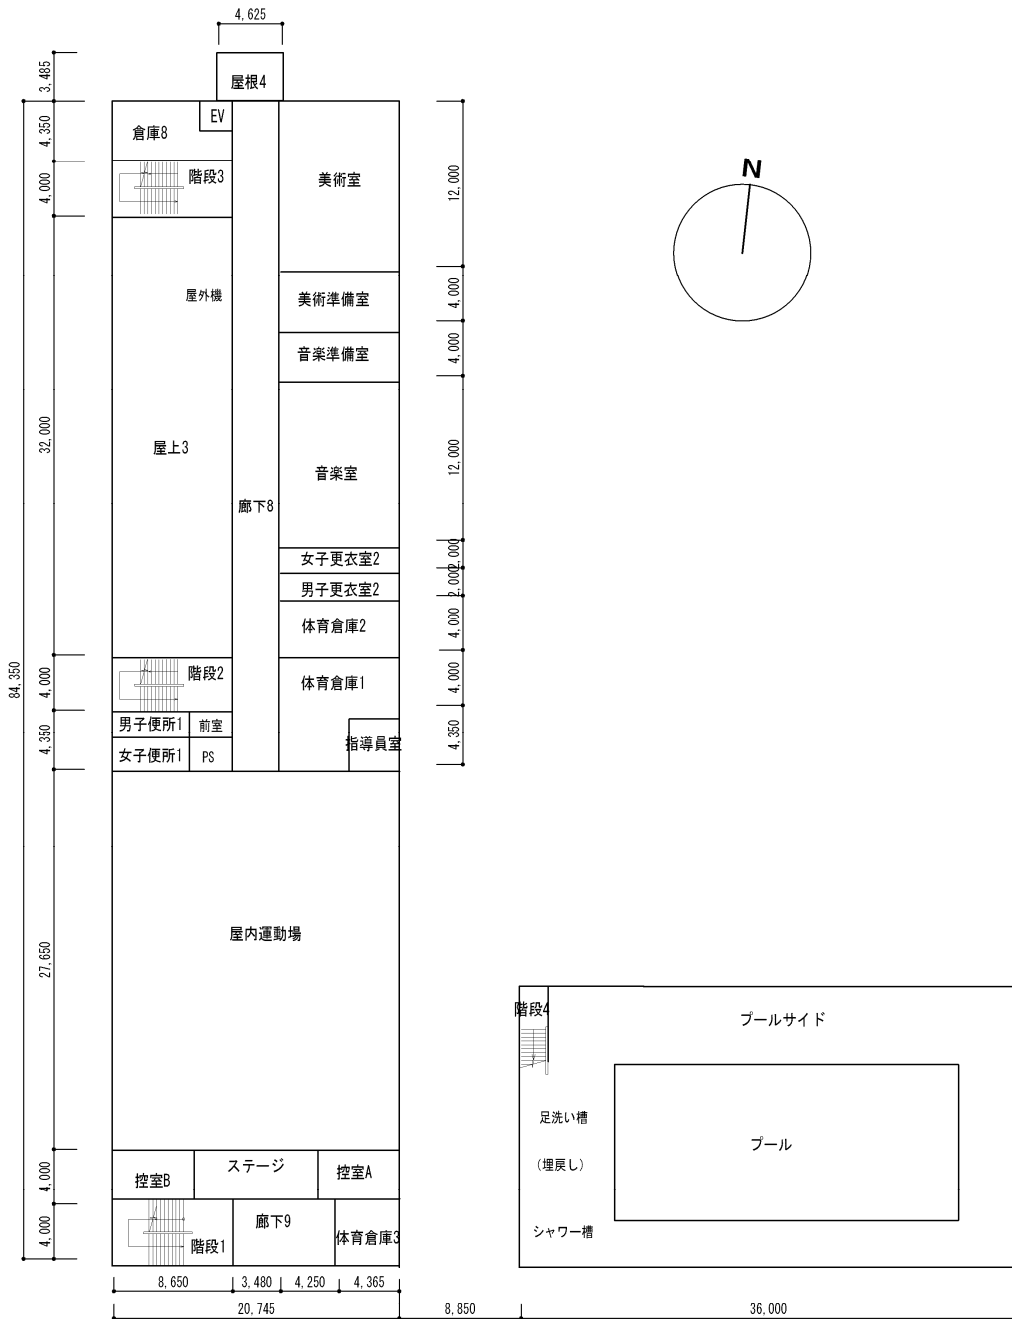 4,625
3,485
屋根4
4,350
EV
倉庫8
階段3
4,000
美術室
12,000
N
屋外機
美術準備室
4,000
音楽準備室
4,000
32,000
屋上3
音楽室
12,000
廊下8
女子更衣室2
2,000
男子更衣室2
2,000
体育倉庫2
4,000
84,350
4,000
階段2
体育倉庫1
4,000
4,350
男子便所1
前室
女子便所1
PS
指導員室
4,350
27,650
屋内運動場
階段4
プールサイド
足洗い槽
(埋戻し)
プール
シャワー槽
4,000
控室B
ステージ
控室A
4,000
階段1
廊下9
体育倉庫3
8,650
3,480
4,250
4,365
20,745
8,850
36,000